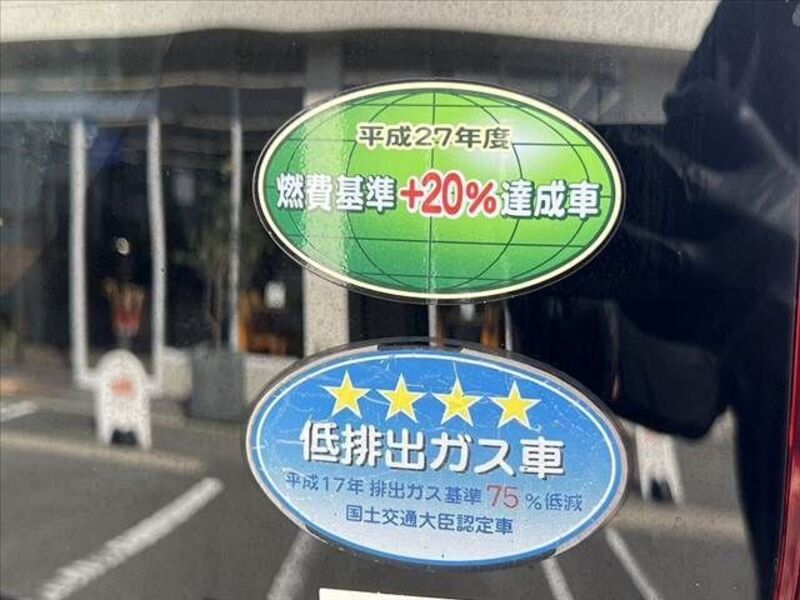 平成27年度
燃費基準+20%達成車
低排出ガス車
平成17年 排出ガス基準75%低減
国土交通大臣認定車